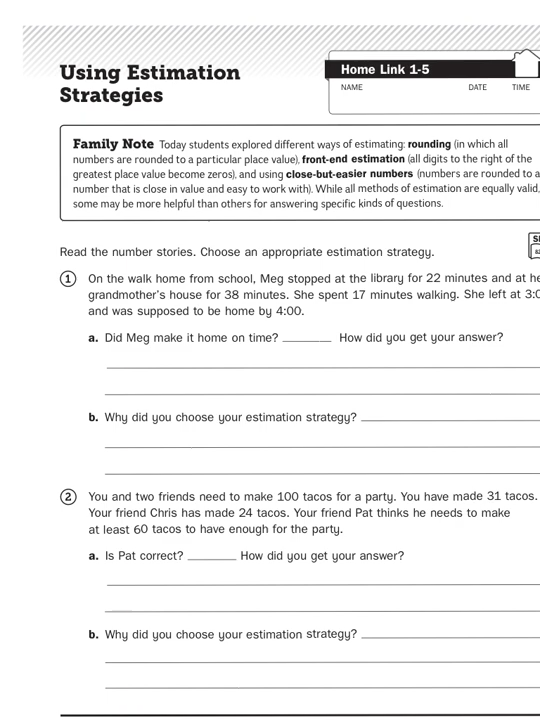 Using Estimation
Strategies
Home Link 1-5
NAME DATE TIME
Family Note Today students explored different ways of estimating: rounding (in which all
numbers are rounded to a particular place value), front-end estimation (all digits to the right of the
greatest place value become zeros), and using close-but-easier numbers (numbers are rounded to a
number that is close in value and easy to work with). While all methods of estimation are equally valid,
some may be more helpful than others for answering specific kinds of questions.
Read the number stories. Choose an appropriate estimation strategy.
1 On the walk home from school, Meg stopped at the library for 22 minutes and at he
grandmother's house for 38 minutes. She spent 17 minutes walking. She left at 3:0
and was supposed to be home by 4:00.
a. Did Meg make it home on time? ______ How did you get your answer?
b. Why did you choose your estimation strategy?
2 You and two friends need to make 100 tacos for a party. You have made 31 tacos.
Your friend Chris has made 24 tacos. Your friend Pat thinks he needs to make
at least 60 tacos to have enough for the party.
a. Is Pat correct? ______ How did you get your answer?
b. Why did you choose your estimation strategy?